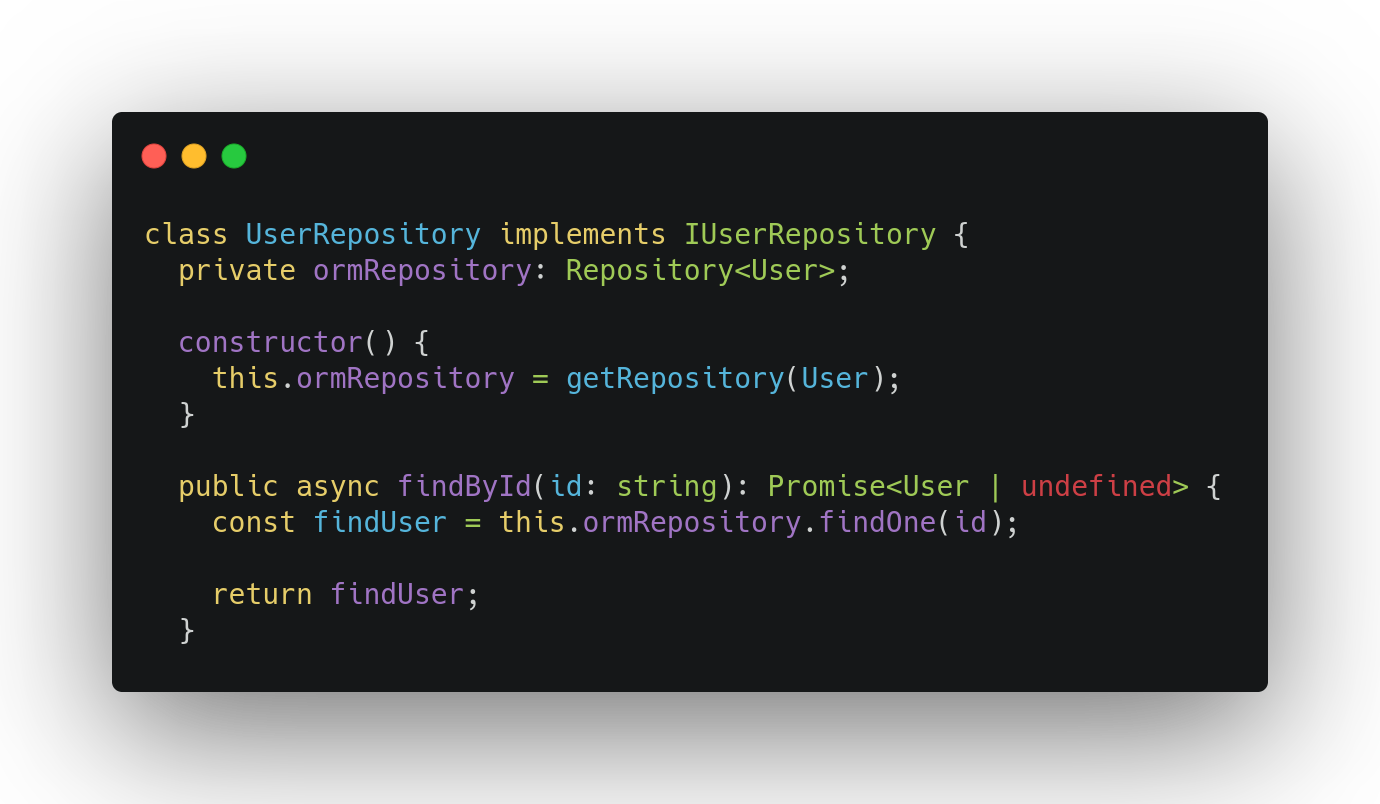 class UserRepository implements IUserRepository {
  private ormRepository: Repository<User>;

  constructor() {
    this.ormRepository = getRepository(User);
  }

  public async findById(id: string): Promise<User | undefined> {
    const findUser = this.ormRepository.findOne(id);

    return findUser;
  }